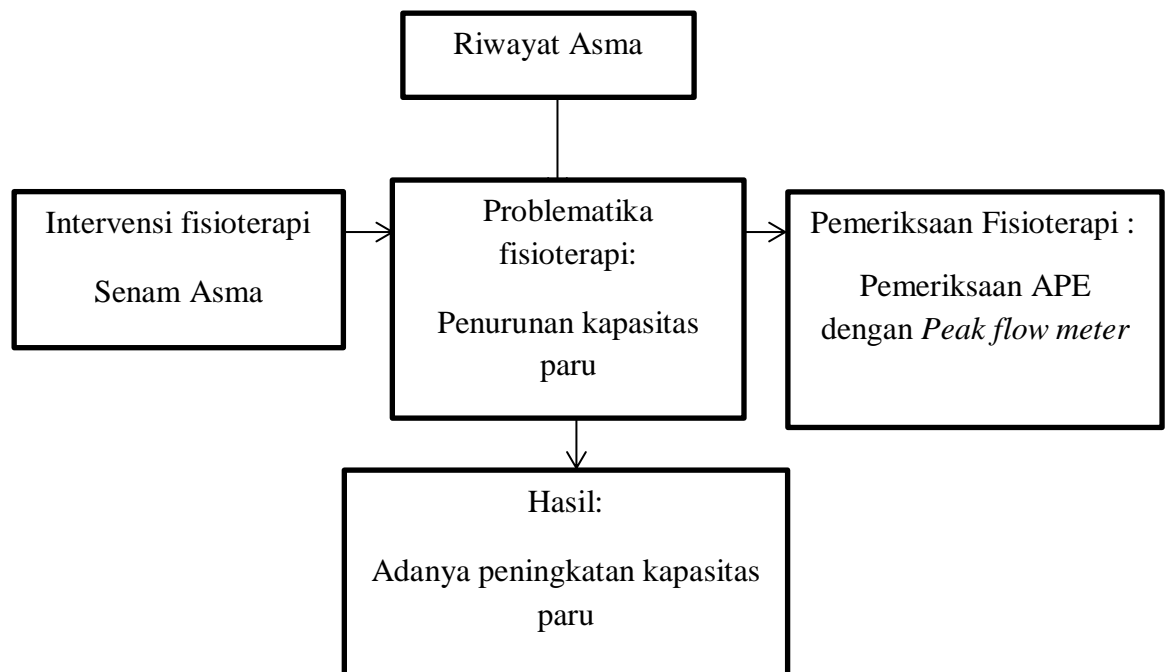 Riwayat Asma
Intervensi fisioterapi
Senam Asma
Problematika
fisioterapi:
Penurunan kapasitas
paru
Pemeriksaan Fisioterapi :
Pemeriksaan APE
dengan Peak flow meter
Hasil:
Adanya peningkatan kapasitas
paru